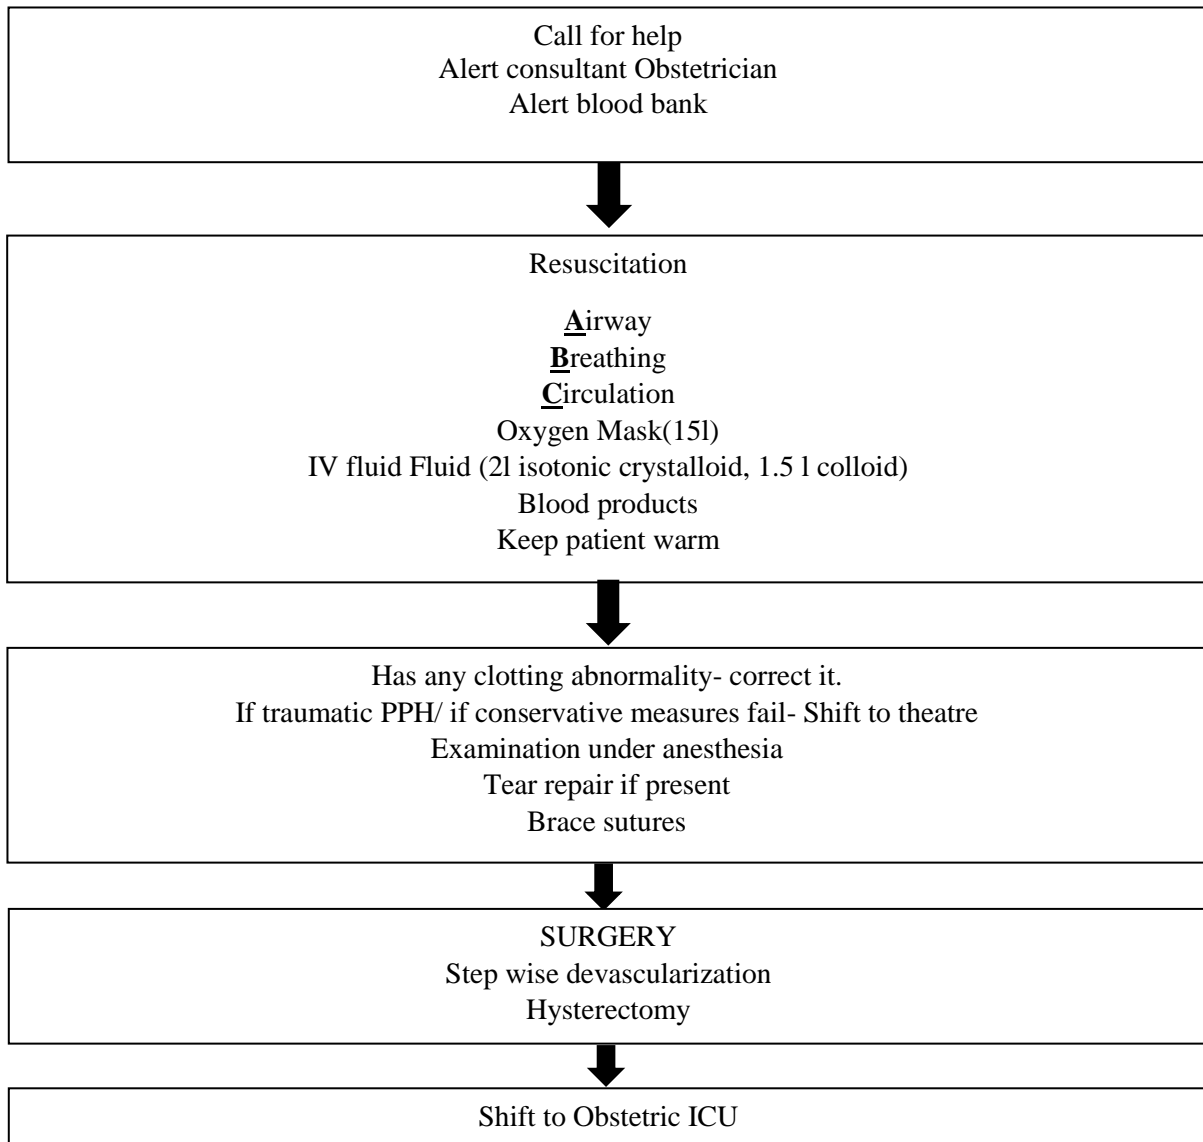 Call for help
Alert consultant Obstetrician
Alert blood bank
Resuscitation
Airway
Breathing
Circulation
Oxygen Mask(15l)
IV fluid Fluid (2l isotonic crystalloid, 1.5 l colloid)
Blood products
Keep patient warm
Has any clotting abnormality- correct it.
If traumatic PPH/ if conservative measures fail- Shift to theatre
Examination under anesthesia
Tear repair if present
Brace sutures
SURGERY
Step wise devascularization
Hysterectomy
Shift to Obstetric ICU